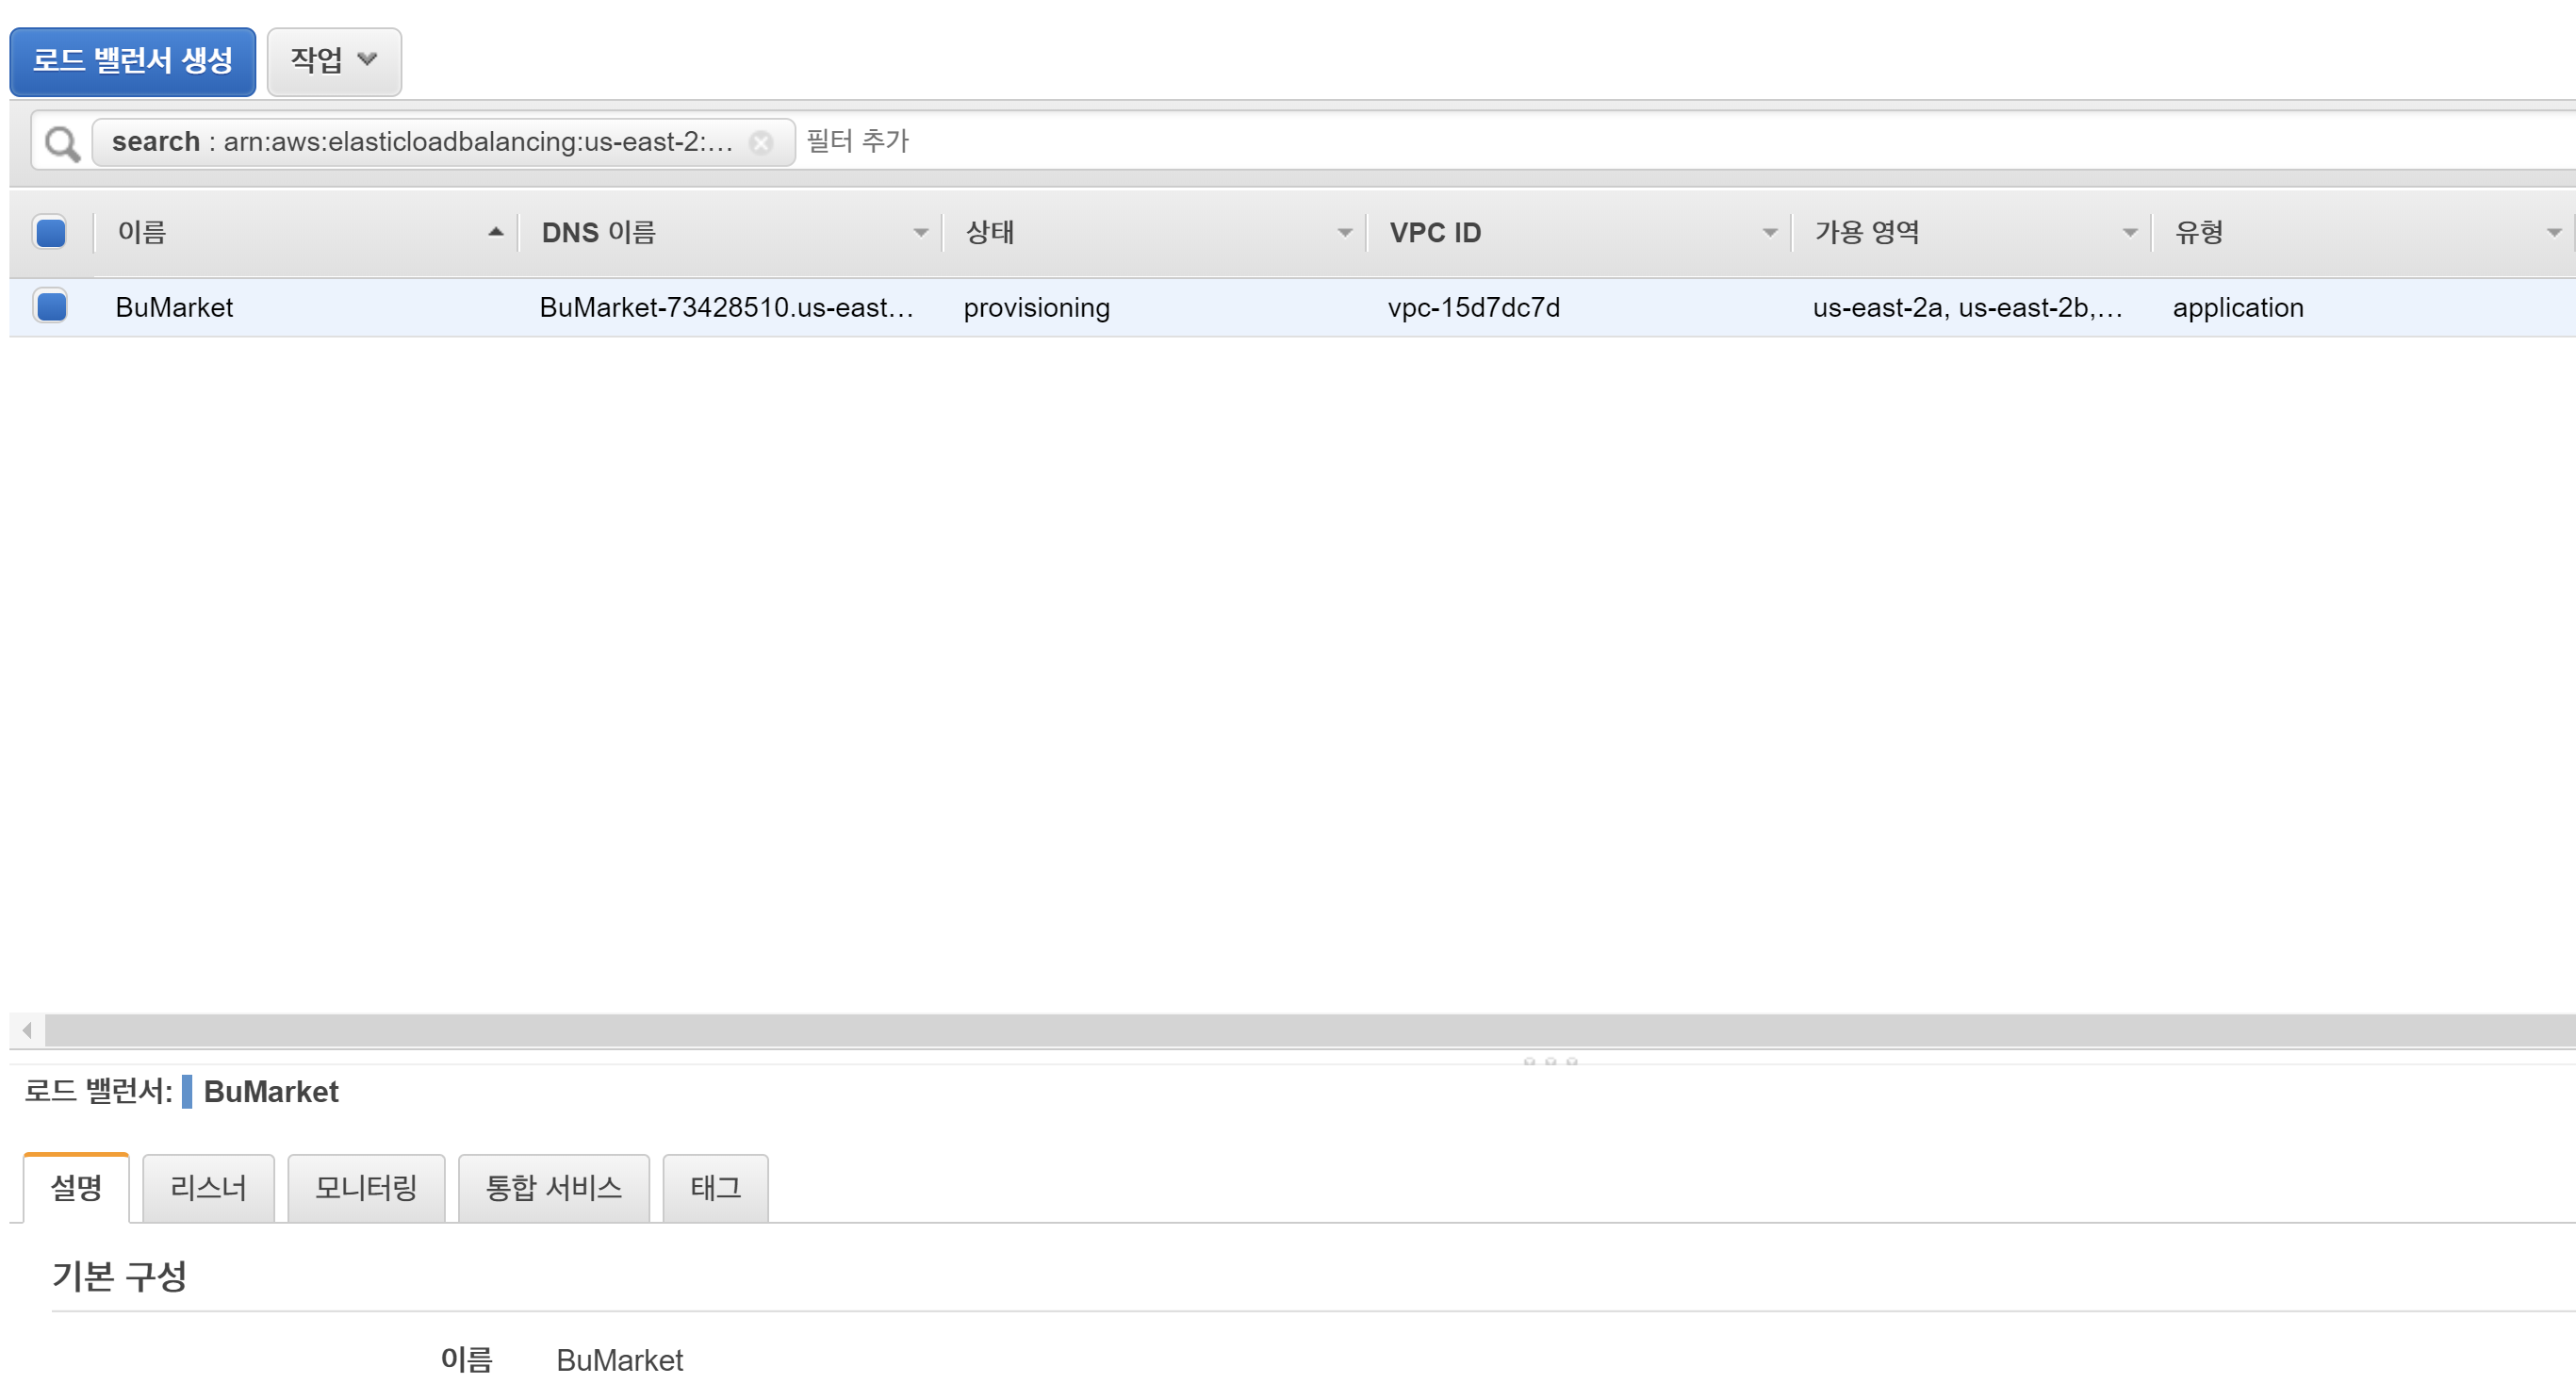 로드 밸런서 생성 작업
search : arn:aws:elasticloadbalancing:us-east-2:... 필터 추가
이름 DNS 이름 상태 VPC ID 가용 영역 유형
BuMarket BuMarket-73428510.us-east... provisioning vpc-15d7dc7d us-east-2a, us-east-2b,... application
로드 밸런서: BuMarket
설명 리스너 모니터링 통합 서비스 태그
기본 구성
이름 BuMarket